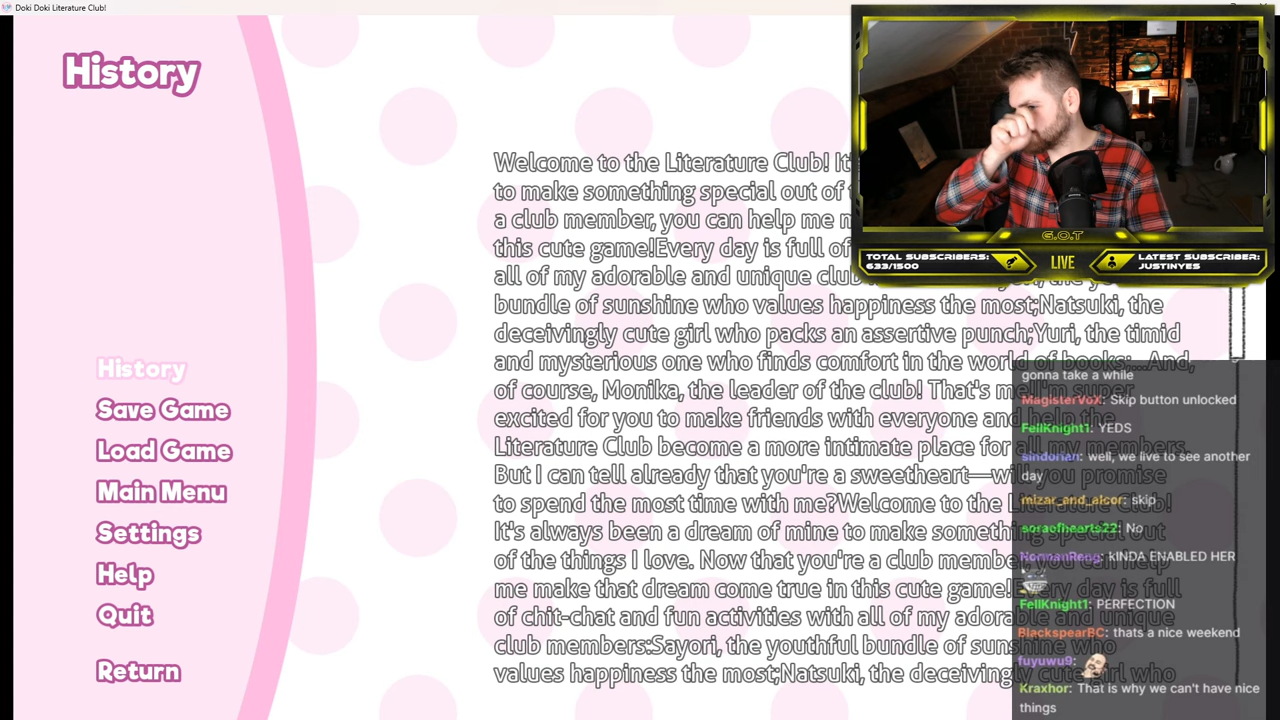 Doki Doki Literature Club!
History
Welcome to the Literature Club! It's
to make something special out of
a club member, you can help me m
this cute game!Every day is full of
all of my adorable and unique club
bundle of sunshine who values happiness the most;Natsuki, the
deceivingly cute girl who packs an assertive punch;Yuri, the timid
and mysterious one who finds comfort in the world of books;...And,
of course, Monika, the leader of the club! That's me!I'm super
excited for you to make friends with everyone and help the
Literature Club become a more intimate place for all my members.
But I can tell already that you're a sweetheart—will you promise
to spend the most time with me?Welcome to the Literature Club!
It's always been a dream of mine to make something special out
of the things I love. Now that you're a club member, you can help
me make that dream come true in this cute game!Every day is full
of chit-chat and fun activities with all of my adorable and unique
club members:Sayori, the youthful bundle of sunshine who
values happiness the most;Natsuki, the deceivingly cute girl who
History
Save Game
Load Game
Main Menu
Settings
Help
Quit
Return
G.O.T
TOTAL SUBSCRIBERS:
633/1500
LIVE
LATEST SUBSCRIBER:
JUSTINYES
gonna take a while
MagisterVoX: Skip button unlocked
FellKnight1: YEDS
sindorian: well, we live to see another
day
mizar_and_alcor: skip
soraofhearts22: No
NormanReng: kINDA ENABLED HER
FellKnight1: PERFECTION
BlackspearBC: thats a nice weekend
fuyuwu9:
Kraxhor: That is why we can't have nice
things